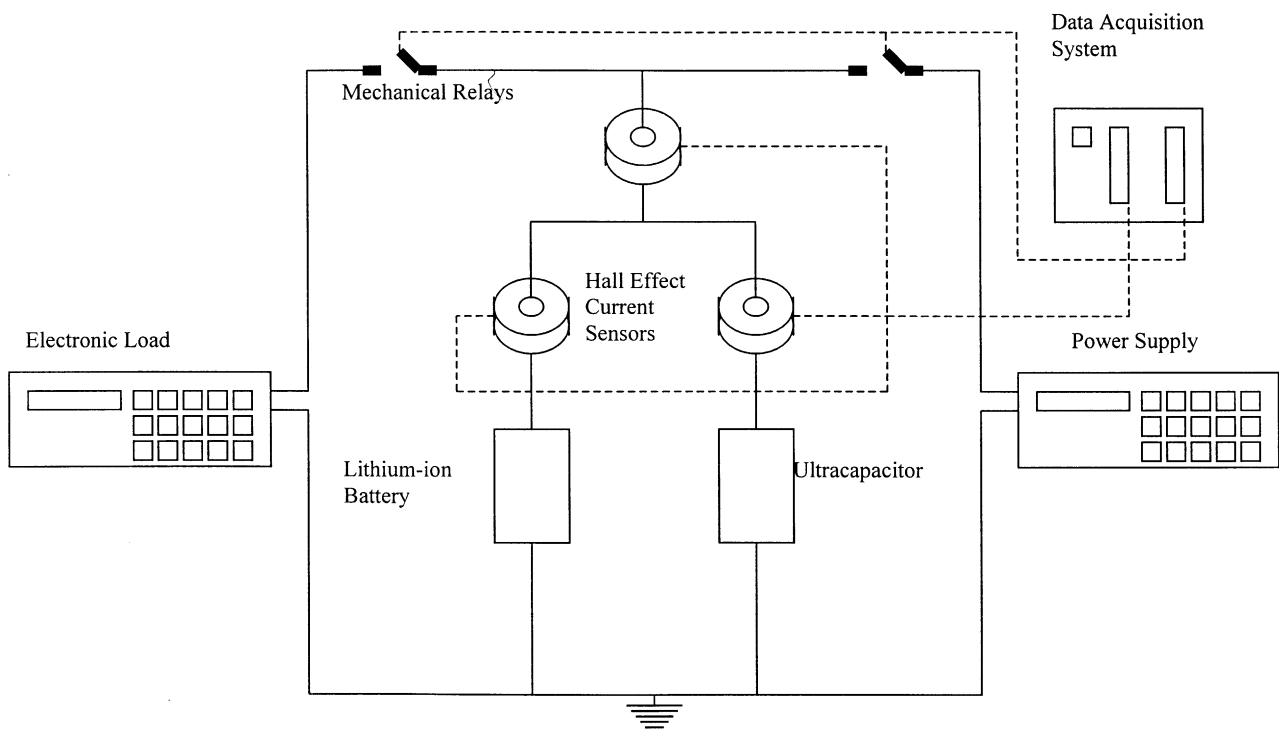 Data Acquisition
System
Mechanical Relays
Hall Effect
Current
Sensors
Electronic Load
Power Supply
Lithium-ion
Battery
Ultracapacitor